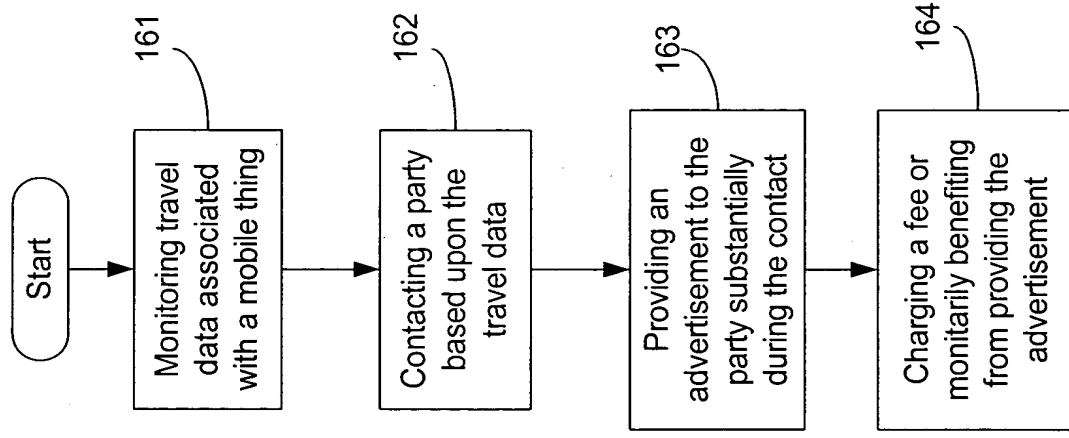 Start
Monitoring travel
data associated
with a mobile thing
161
Contacting a party
based upon the
travel data
162
Providing an
advertisement to the
party substantially
during the contact
163
Charging a fee or
monitarily benefiting
from providing the
advertisement
164